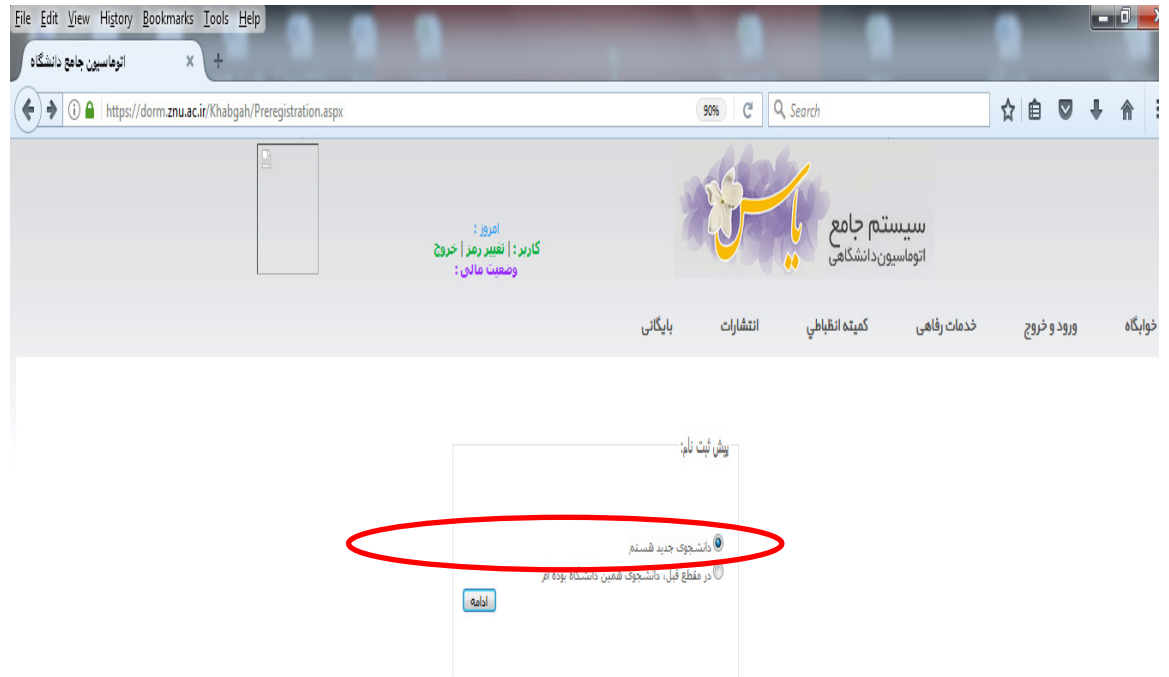 File Edit View History Bookmarks Tools Help
اتوماسیون جامع دانشگاه
https://dorm.znu.ac.ir/Khabgah/Preregistration.aspx
90%
Search
یاس
سیستم جامع
اتوماسیون دانشگاهی
امروز :
کاربر : | تغییر رمز | خروج
وضعیت مالی :
خوابگاه ورود و خروج خدمات رفاهی کمیته انظباطي انتشارات بایگانی
پیش ثبت نام:
دانشجوی جدید هستم
در مقطع قبل، دانشجوی همین دانشگاه بوده ام
ادامه